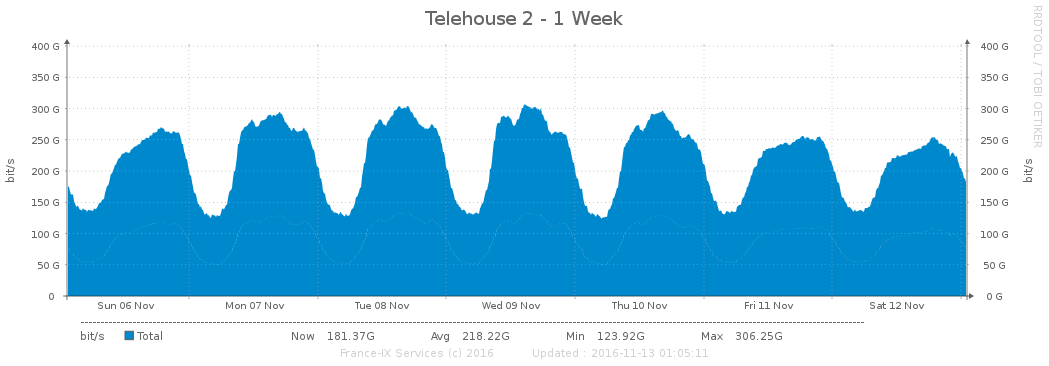 Telehouse 2 - 1 Week
RRDTOOL / TOBI OETIKER
400 G 400 G
350 G 350 G
300 G 300 G
250 G 250 G
200 G 200 G
150 G 150 G
100 G 100 G
50 G 50 G
0 0 G
bit/s
bit/s
Sun 06 Nov Mon 07 Nov Tue 08 Nov Wed 09 Nov Thu 10 Nov Fri 11 Nov Sat 12 Nov
bit/s Total Now 181.37G Avg 218.22G Min 123.92G Max 306.25G
France-IX Services (c) 2016 Updated : 2016-11-13 01:05:11